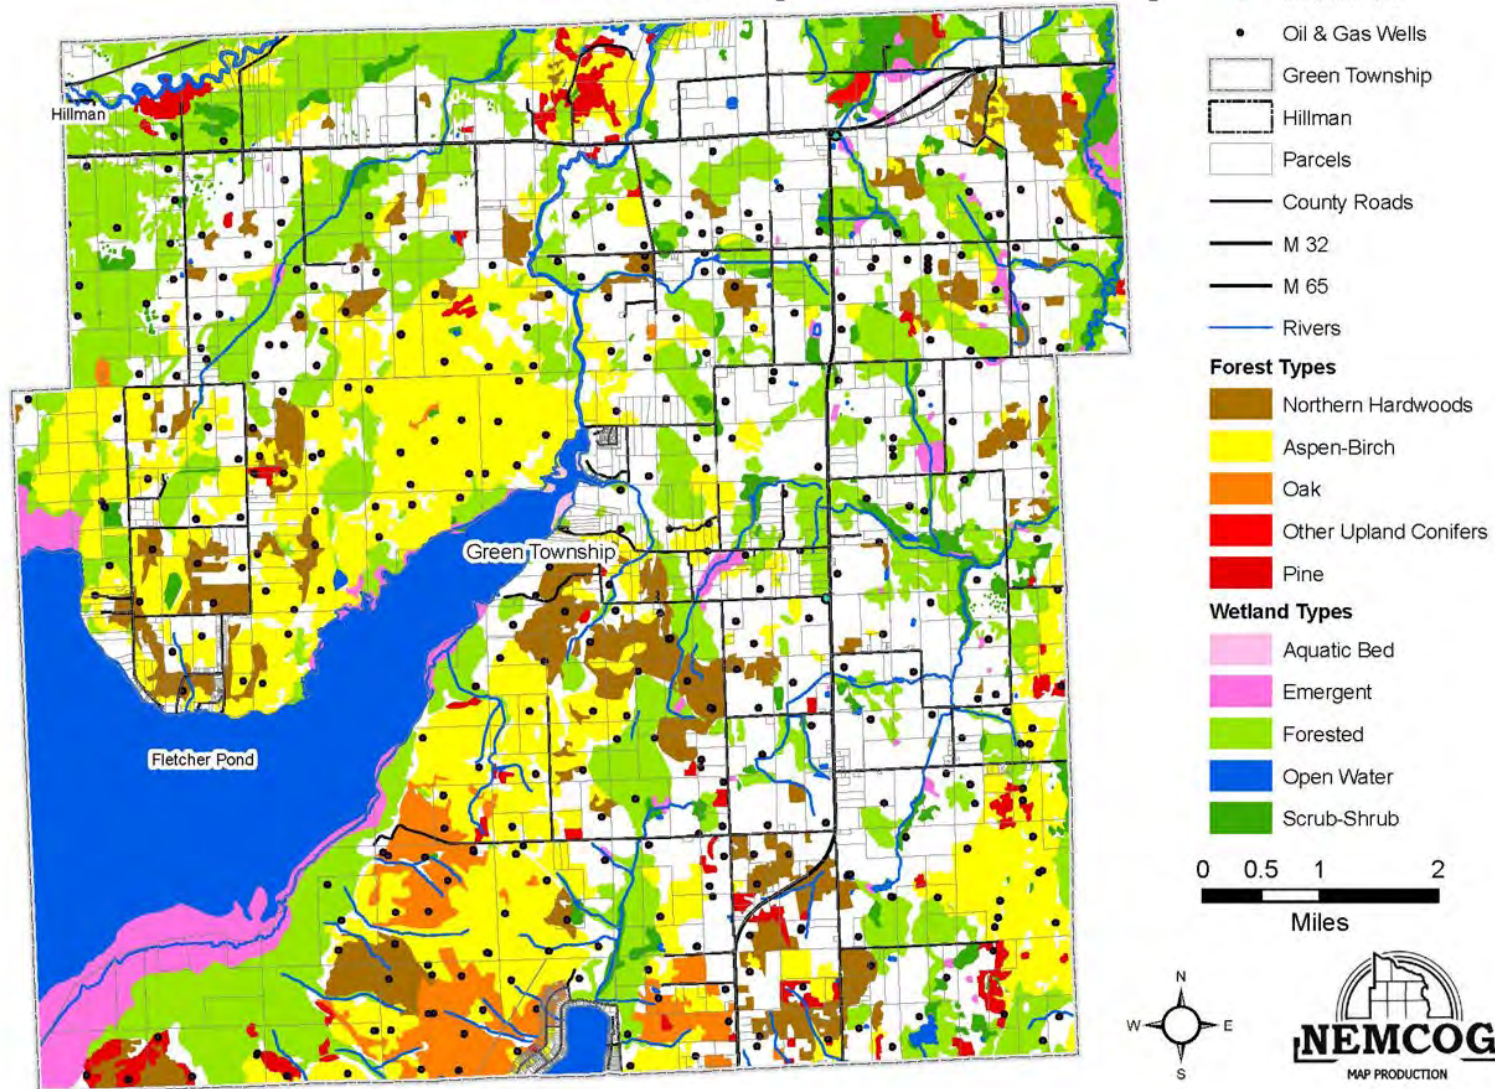 Oil & Gas Wells
Green Township
Hillman
Parcels
County Roads
M 32
M 65
Rivers
Forest Types
Northern Hardwoods
Aspen-Birch
Oak
Other Upland Conifers
Pine
Wetland Types
Aquatic Bed
Emergent
Forested
Open Water
Scrub-Shrub
0 0.5 1 2
Miles
Hillman
Green Township
Fletcher Pond
N
W E
S
NEMCOG
MAP PRODUCTION